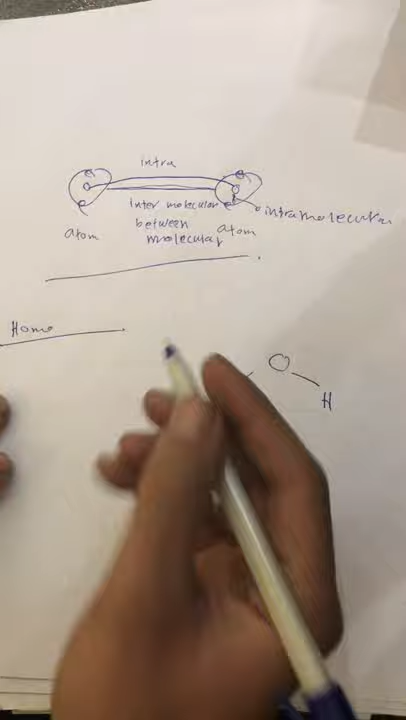 intra
inter molecular
between
molecular
atom
atom
intramolecular
Homo
O
H